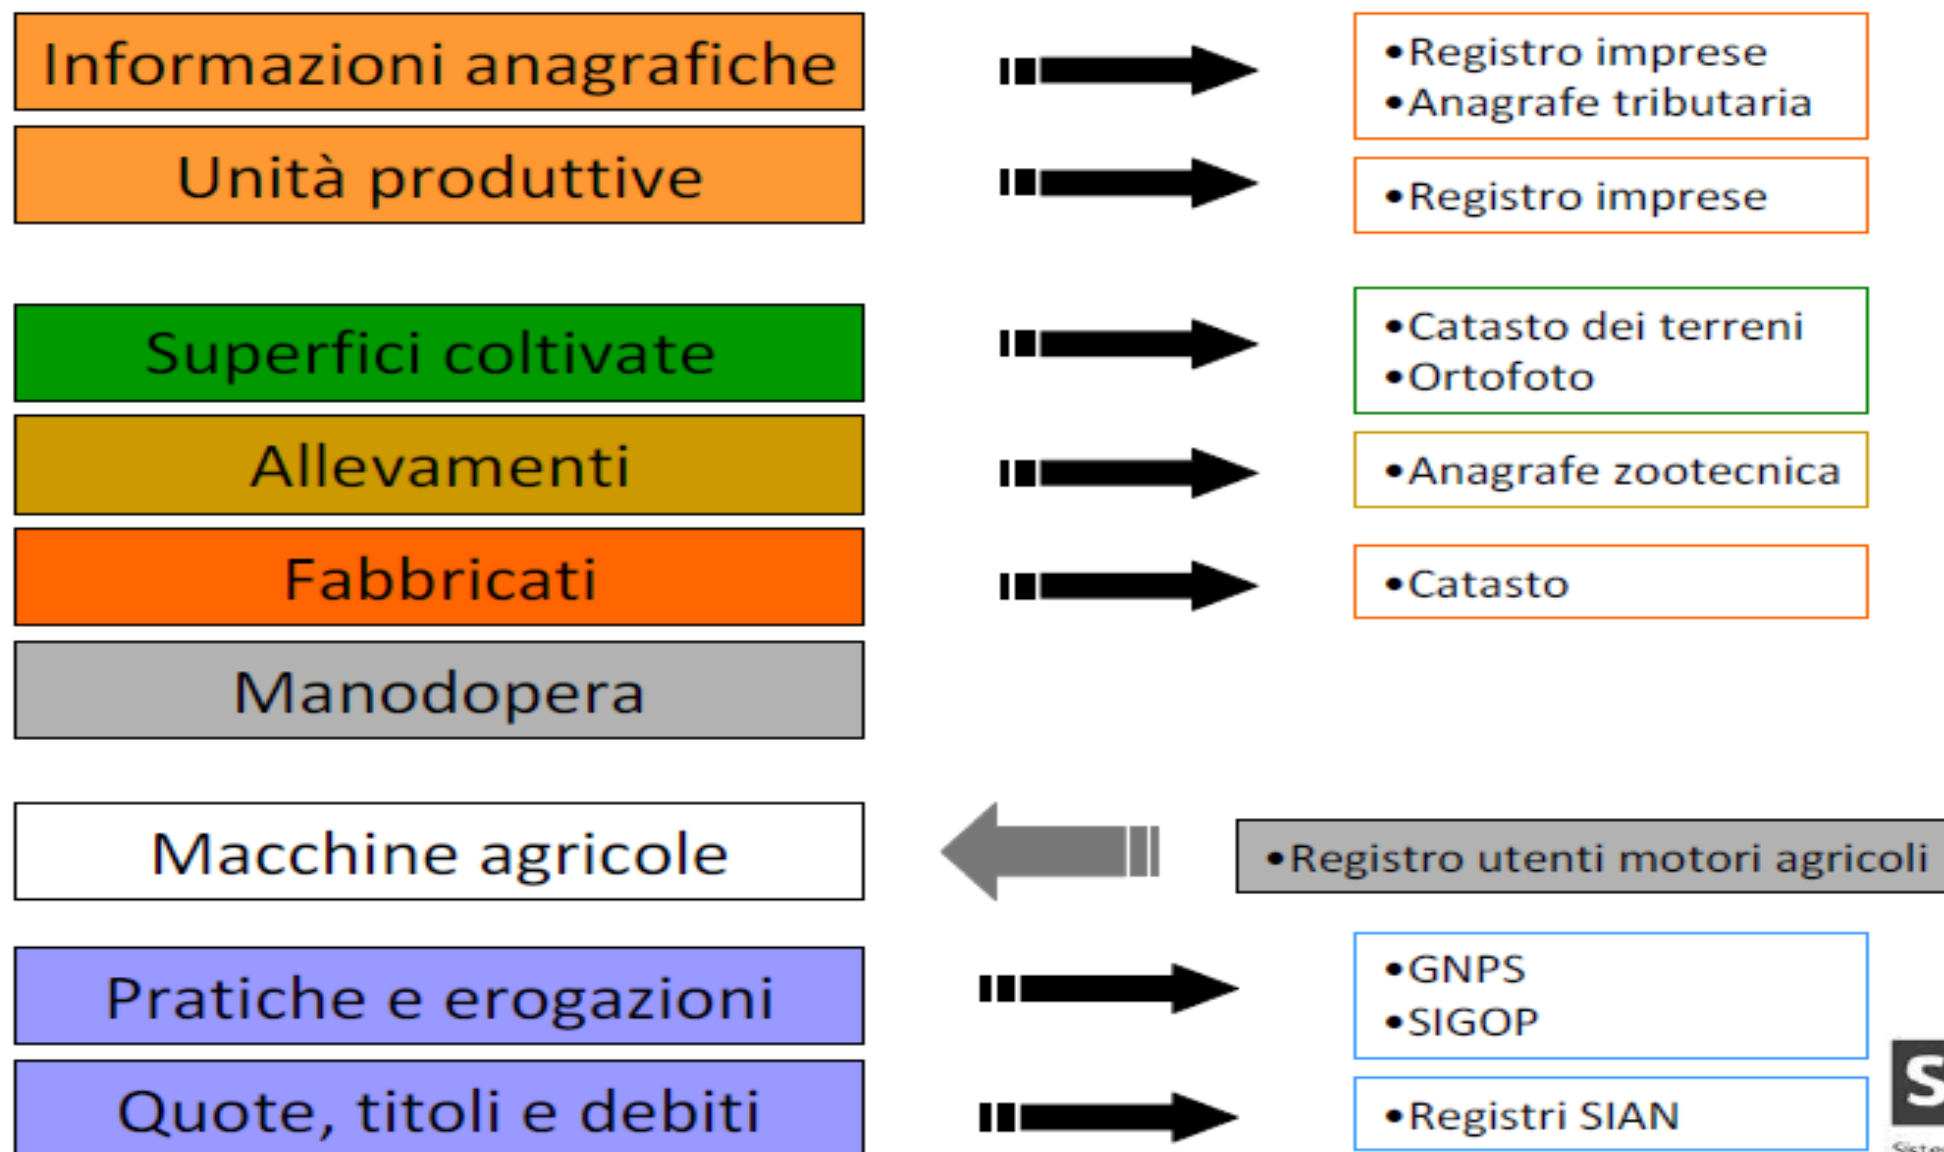 Informazioni anagrafiche
•Registro imprese
•Anagrafe tributaria
Unità produttive
•Registro imprese
Superfici coltivate
•Catasto dei terreni
•Ortofoto
Allevamenti
•Anagrafe zootecnica
Fabbricati
•Catasto
Manodopera
Macchine agricole
•Registro utenti motori agricoli
Pratiche e erogazioni
•GNPS
•SIGOP
Quote, titoli e debiti
•Registri SIAN
S